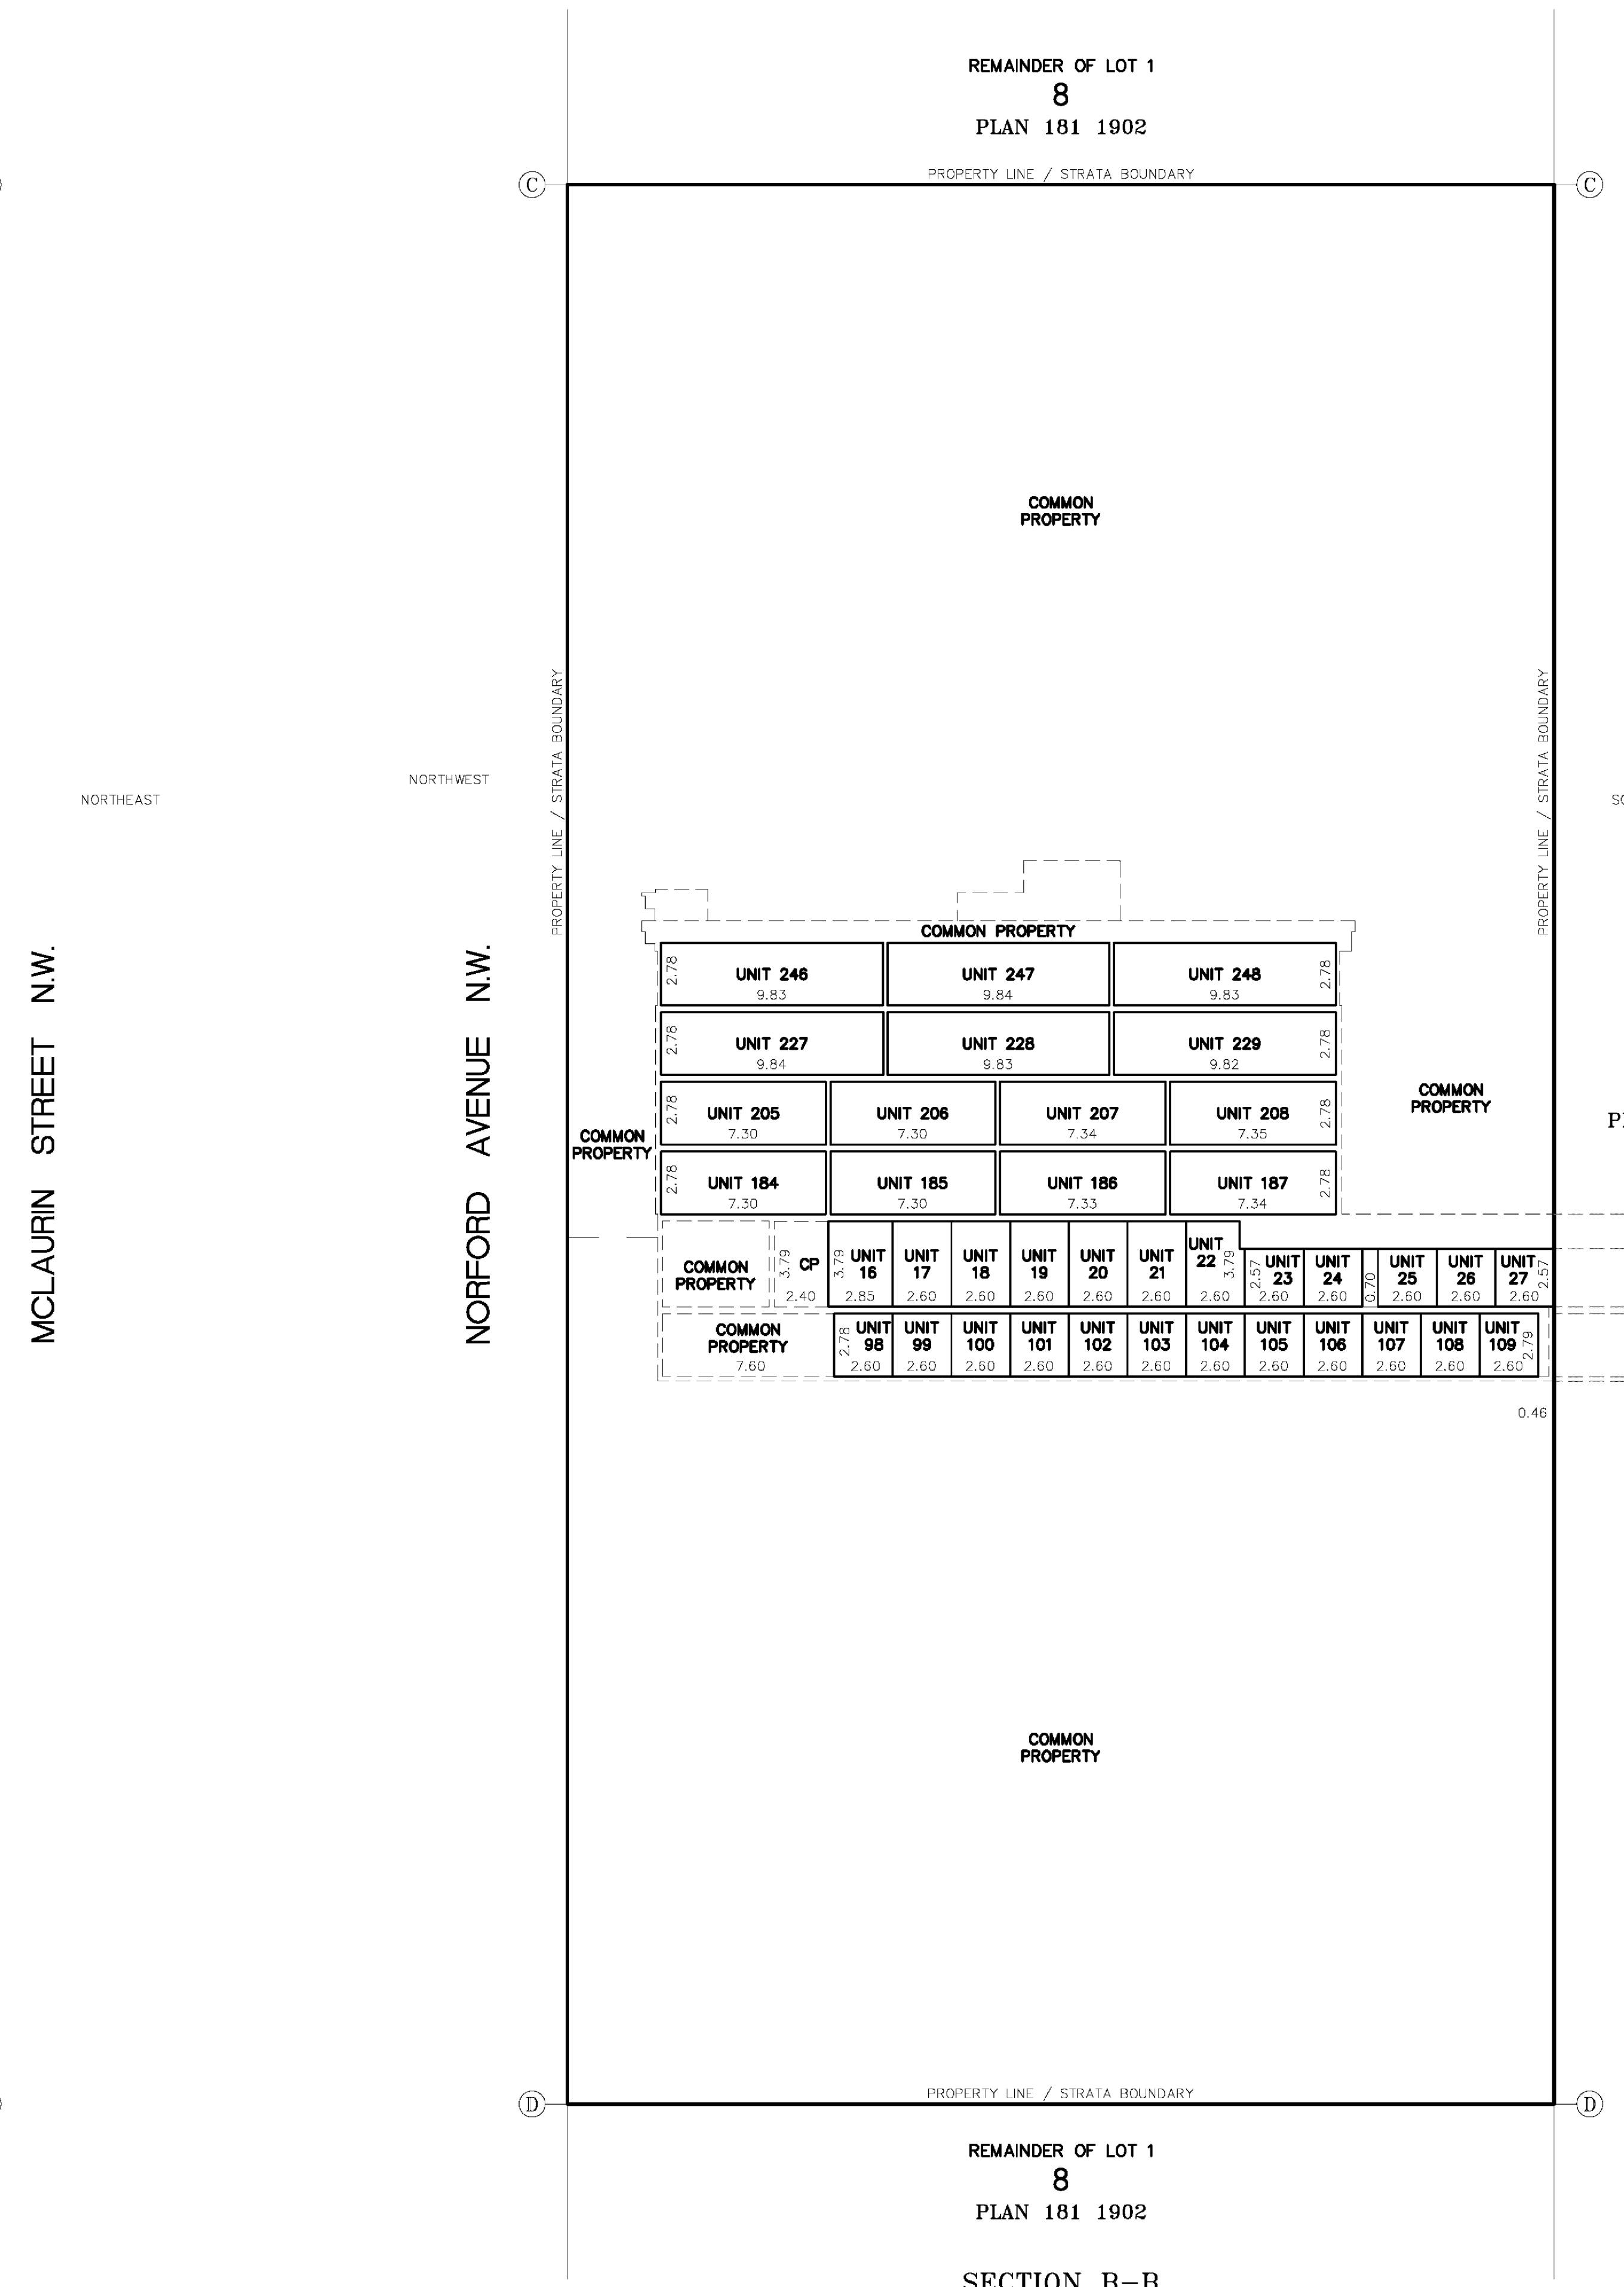 REMAINDER OF LOT 1
8
PLAN 181 1902
PROPERTY LINE / STRATA BOUNDARY
C
C
COMMON
PROPERTY
PROPERTY LINE / STRATA BOUNDARY
PROPERTY LINE / STRATA BOUNDARY
NORTHWEST
NORTHEAST
MCLAURIN STREET N.W.
NORFORD AVENUE N.W.
COMMON PROPERTY
2.78
UNIT 246
9.83
UNIT 247
9.84
UNIT 248
9.83
2.78
2.78
UNIT 227
9.84
UNIT 228
9.83
UNIT 229
9.82
2.78
COMMON
PROPERTY
2.78
UNIT 205
7.30
UNIT 206
7.30
UNIT 207
7.34
UNIT 208
7.35
2.78
COMMON
PROPERTY
2.78
UNIT 184
7.30
UNIT 185
7.30
UNIT 186
7.33
UNIT 187
7.34
2.78
COMMON
PROPERTY
3.79
CP
2.40
3.79
UNIT
16
2.85
UNIT
17
2.60
UNIT
18
2.60
UNIT
19
2.60
UNIT
20
2.60
UNIT
21
2.60
UNIT
22
3.79
2.60
2.57
UNIT
23
2.60
UNIT
24
2.60
0.70
UNIT
25
2.60
UNIT
26
2.60
UNIT
27
2.60
2.57
COMMON
PROPERTY
7.60
2.78
UNIT
98
2.60
UNIT
99
2.60
UNIT
100
2.60
UNIT
101
2.60
UNIT
102
2.60
UNIT
103
2.60
UNIT
104
2.60
UNIT
105
2.60
UNIT
106
2.60
UNIT
107
2.60
UNIT
108
2.60
UNIT
109
2.60
2.79
0.46
COMMON
PROPERTY
PROPERTY LINE / STRATA BOUNDARY
D
D
REMAINDER OF LOT 1
8
PLAN 181 1902
SECTION B-B